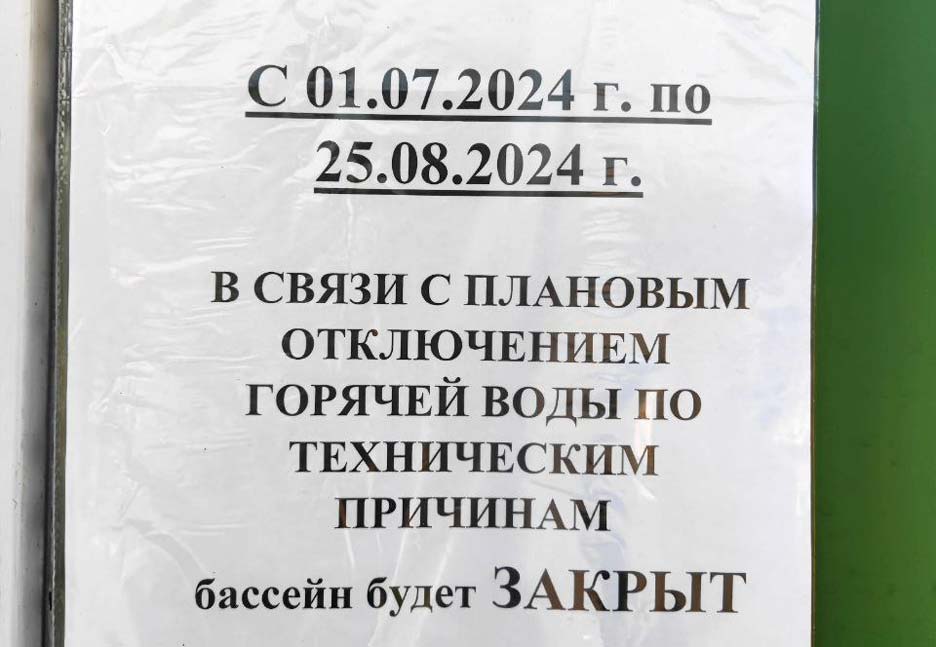 С 01.07.2024 г. по
25.08.2024 г.
В СВЯЗИ С ПЛАНОВЫМ
ОТКЛЮЧЕНИЕМ
ГОРЯЧЕЙ ВОДЫ ПО
ТЕХНИЧЕСКИМ
ПРИЧИНАМ
бассейн будет ЗАКРЫТ